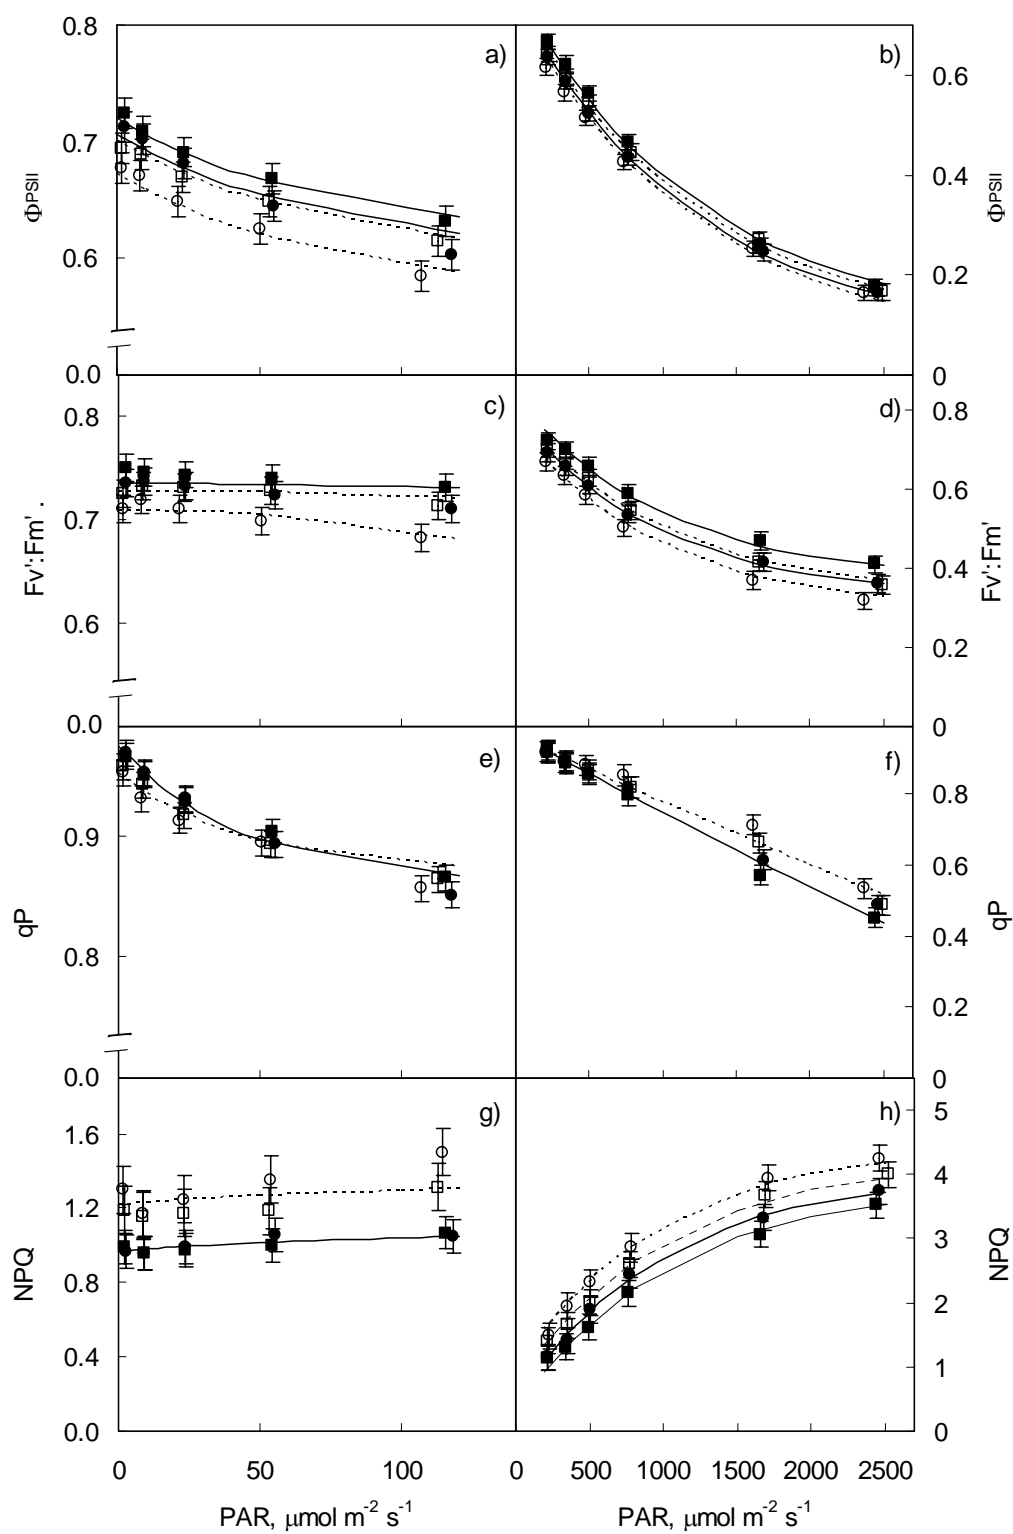 0.8
a)
b)
0.6
0.7
ΦPSII
0.4
ΦPSII
0.6
0.2
0.0
0
c)
d)
0.8
0.8
0.7
0.6
Fv':Fm' .
Fv':Fm'
0.4
0.6
0.2
0.0
0
e)
f)
0.8
0.9
0.6
qP
qP
0.8
0.4
0.2
0.0
0
g)
h)
5
1.6
4
1.2
3
NPQ
NPQ
0.8
2
0.4
1
0.0
0
0 50 100
0 500 1000 1500 2000 2500
PAR, μmol m-2 s-1
PAR, μmol m-2 s-1